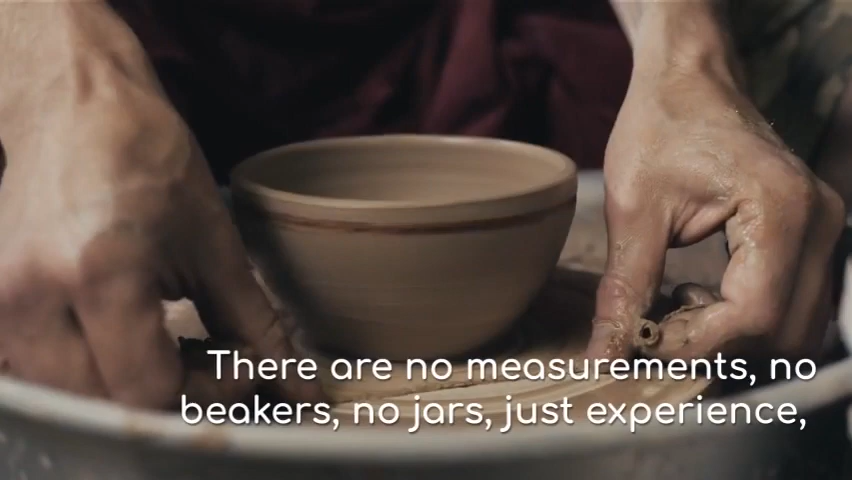 There are no measurements, no
beakers, no jars, just experience,